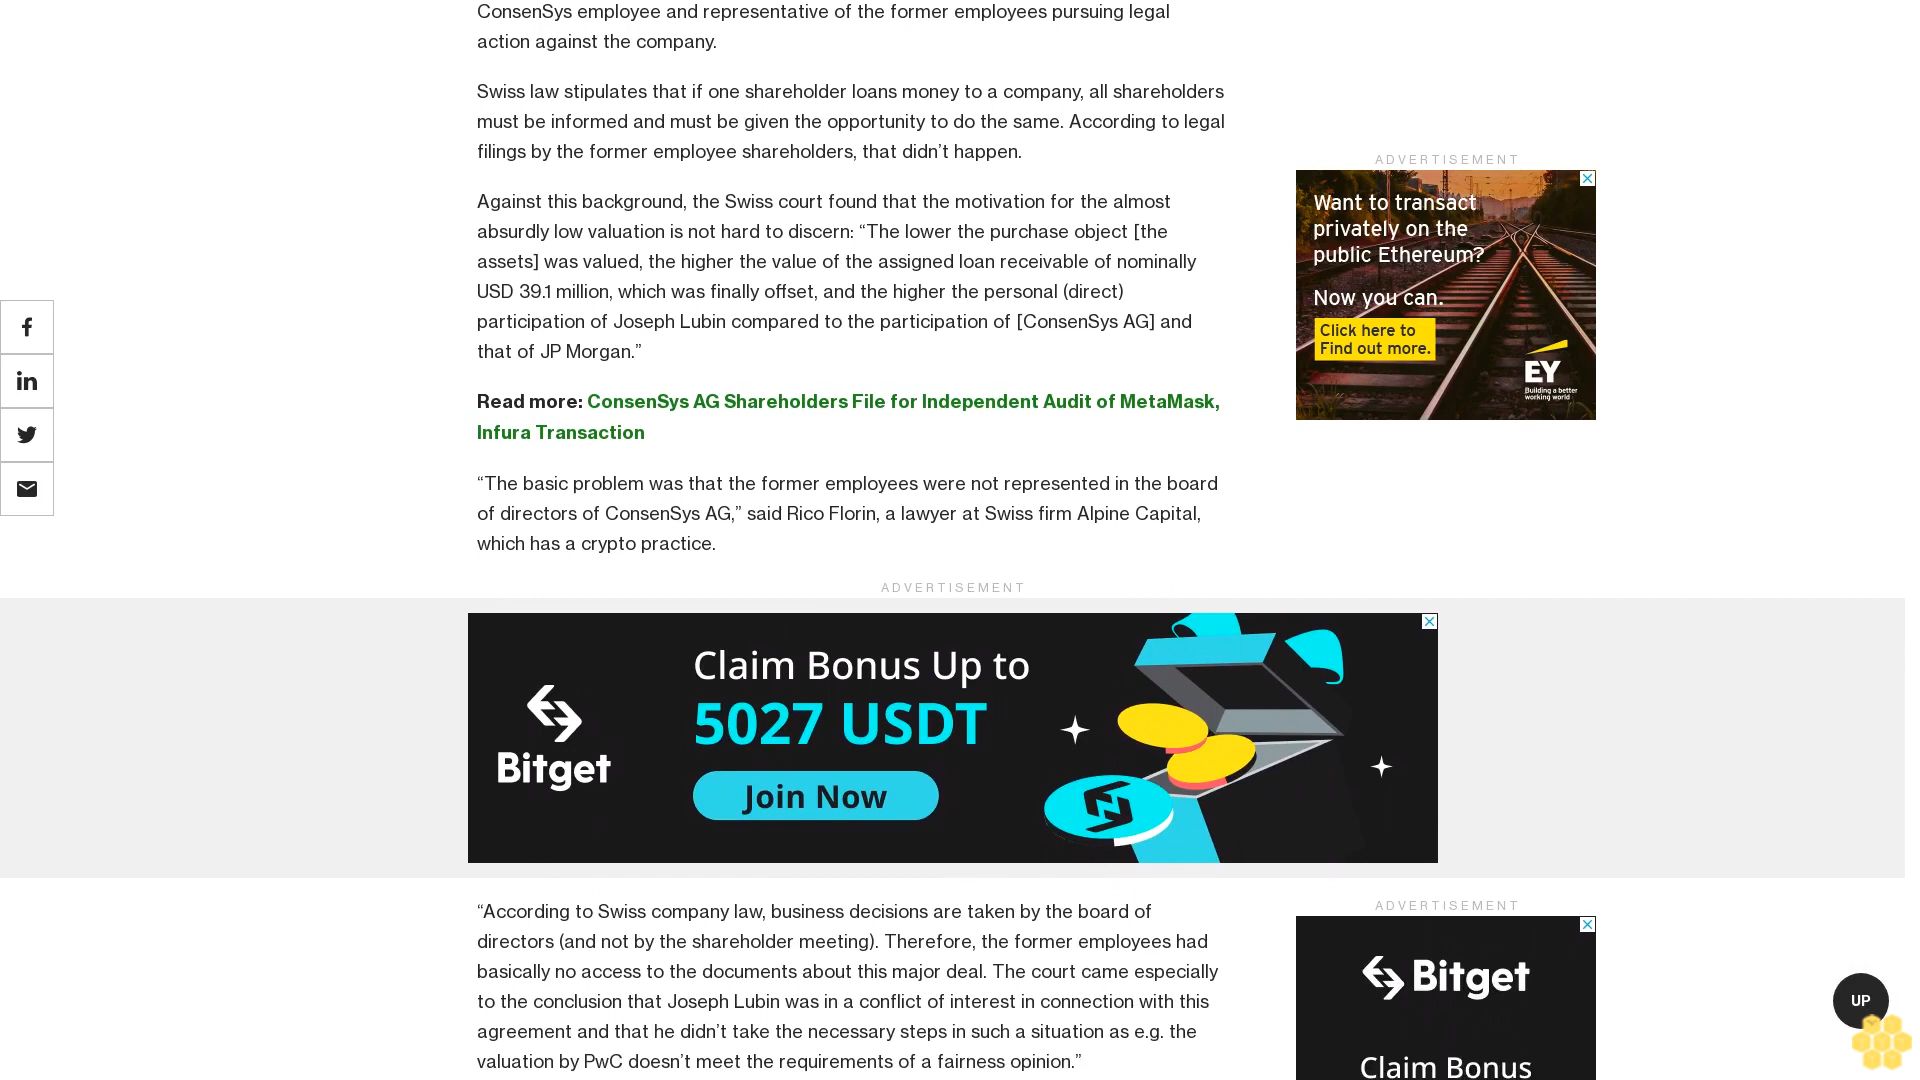 ConsenSys employee and representative of the former employees pursuing legal
action against the company.
Swiss law stipulates that if one shareholder loans money to a company, all shareholders
must be informed and must be given the opportunity to do the same. According to legal
filings by the former employee shareholders, that didn’t happen.
Against this background, the Swiss court found that the motivation for the almost
absurdly low valuation is not hard to discern: “The lower the purchase object [the
assets] was valued, the higher the value of the assigned loan receivable of nominally
USD 39.1 million, which was finally offset, and the higher the personal (direct)
participation of Joseph Lubin compared to the participation of [ConsenSys AG] and
that of JP Morgan.”
Read more: ConsenSys AG Shareholders File for Independent Audit of MetaMask,
Infura Transaction
“The basic problem was that the former employees were not represented in the board
of directors of ConsenSys AG,” said Rico Florin, a lawyer at Swiss firm Alpine Capital,
which has a crypto practice.
ADVERTISEMENT
Want to transact
privately on the
public Ethereum?
Now you can.
Click here to
Find out more.
EY
Building a better
working world
ADVERTISEMENT
Bitget
Claim Bonus Up to
5027 USDT
Join Now
“According to Swiss company law, business decisions are taken by the board of
directors (and not by the shareholder meeting). Therefore, the former employees had
basically no access to the documents about this major deal. The court came especially
to the conclusion that Joseph Lubin was in a conflict of interest in connection with this
agreement and that he didn’t take the necessary steps in such a situation as e.g. the
valuation by PwC doesn’t meet the requirements of a fairness opinion.”
ADVERTISEMENT
Bitget
Claim Bonus
UP